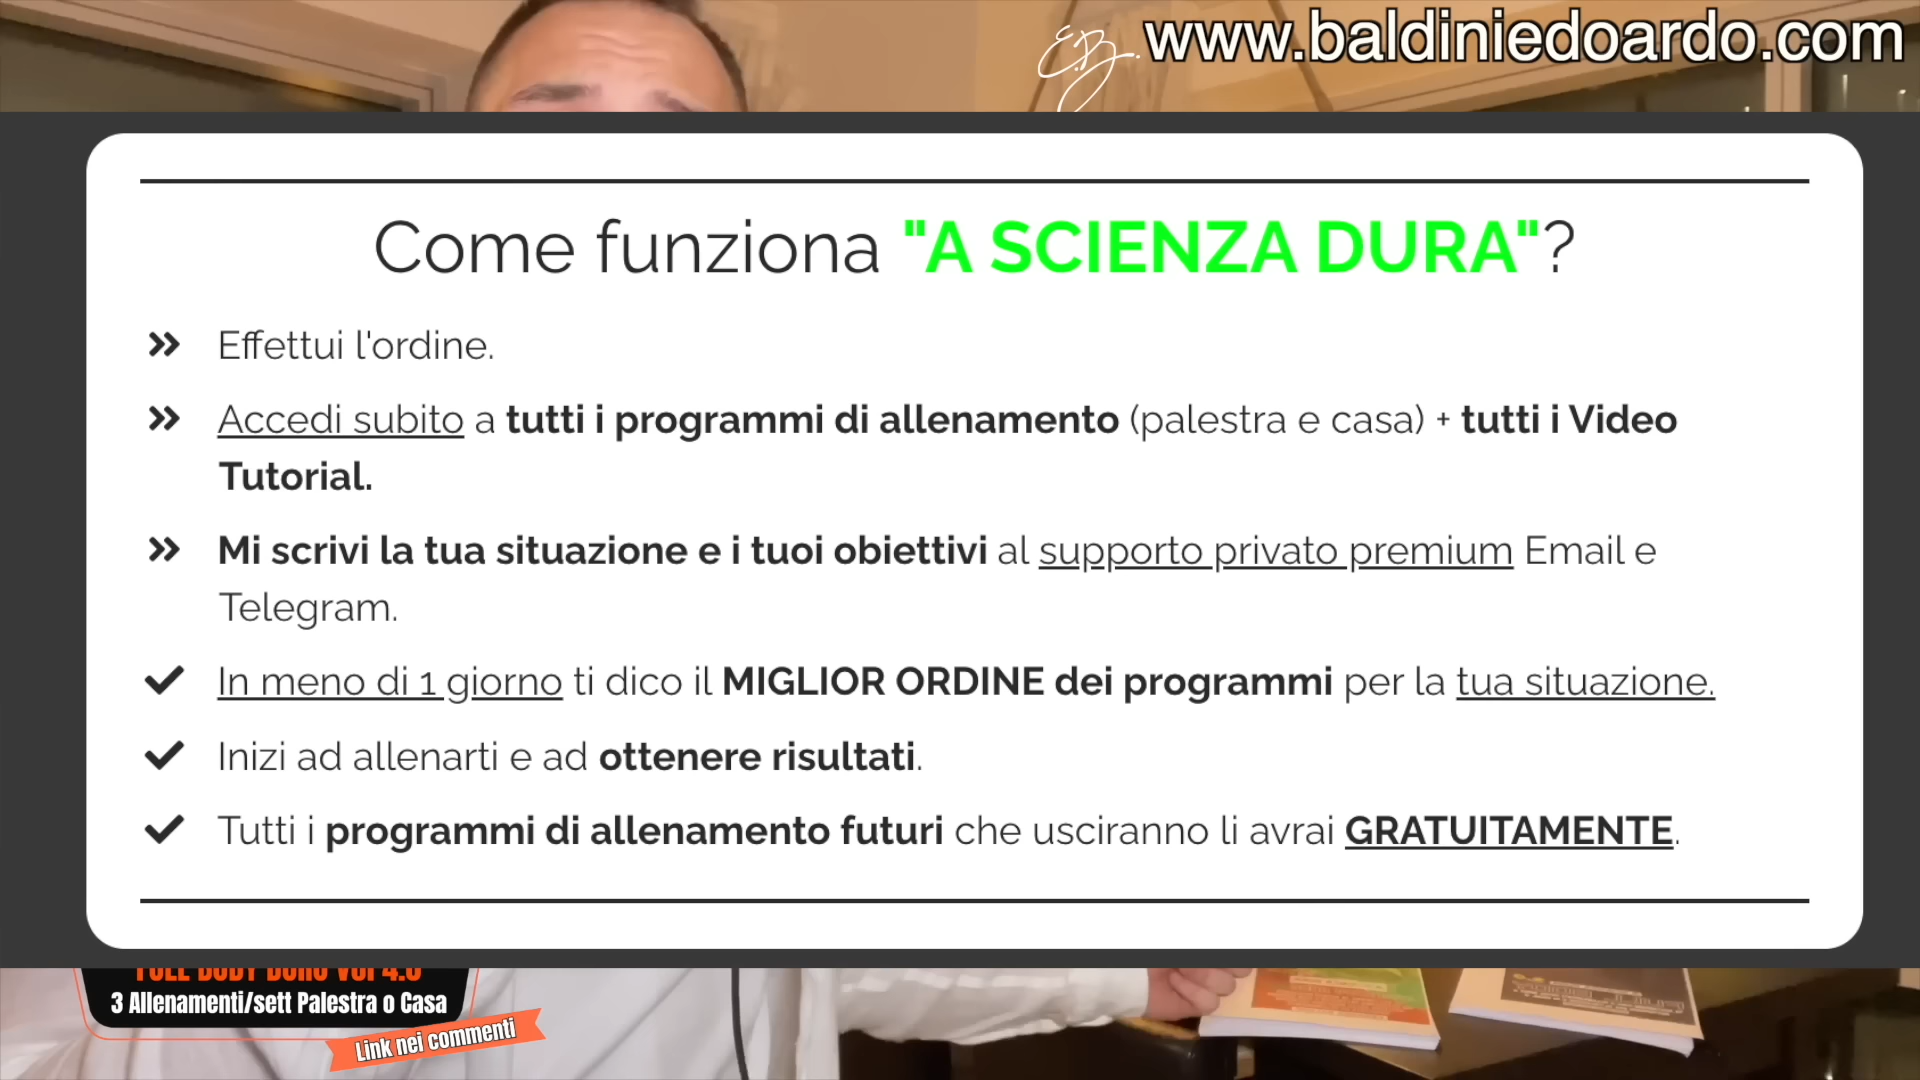 E.B.
www.baldiniedoardo.com
Come funziona "A SCIENZA DURA"?
Effettui l'ordine.
Accedi subito a tutti i programmi di allenamento (palestra e casa) + tutti i Video
Tutorial.
Mi scrivi la tua situazione e i tuoi obiettivi al supporto privato premium Email e
Telegram.
In meno di 1 giorno ti dico il MIGLIOR ORDINE dei programmi per la tua situazione.
Inizi ad allenarti e ad ottenere risultati.
Tutti i programmi di allenamento futuri che usciranno li avrai GRATUITAMENTE.
3 Allenamenti/sett Palestra o Casa
Link nei commenti